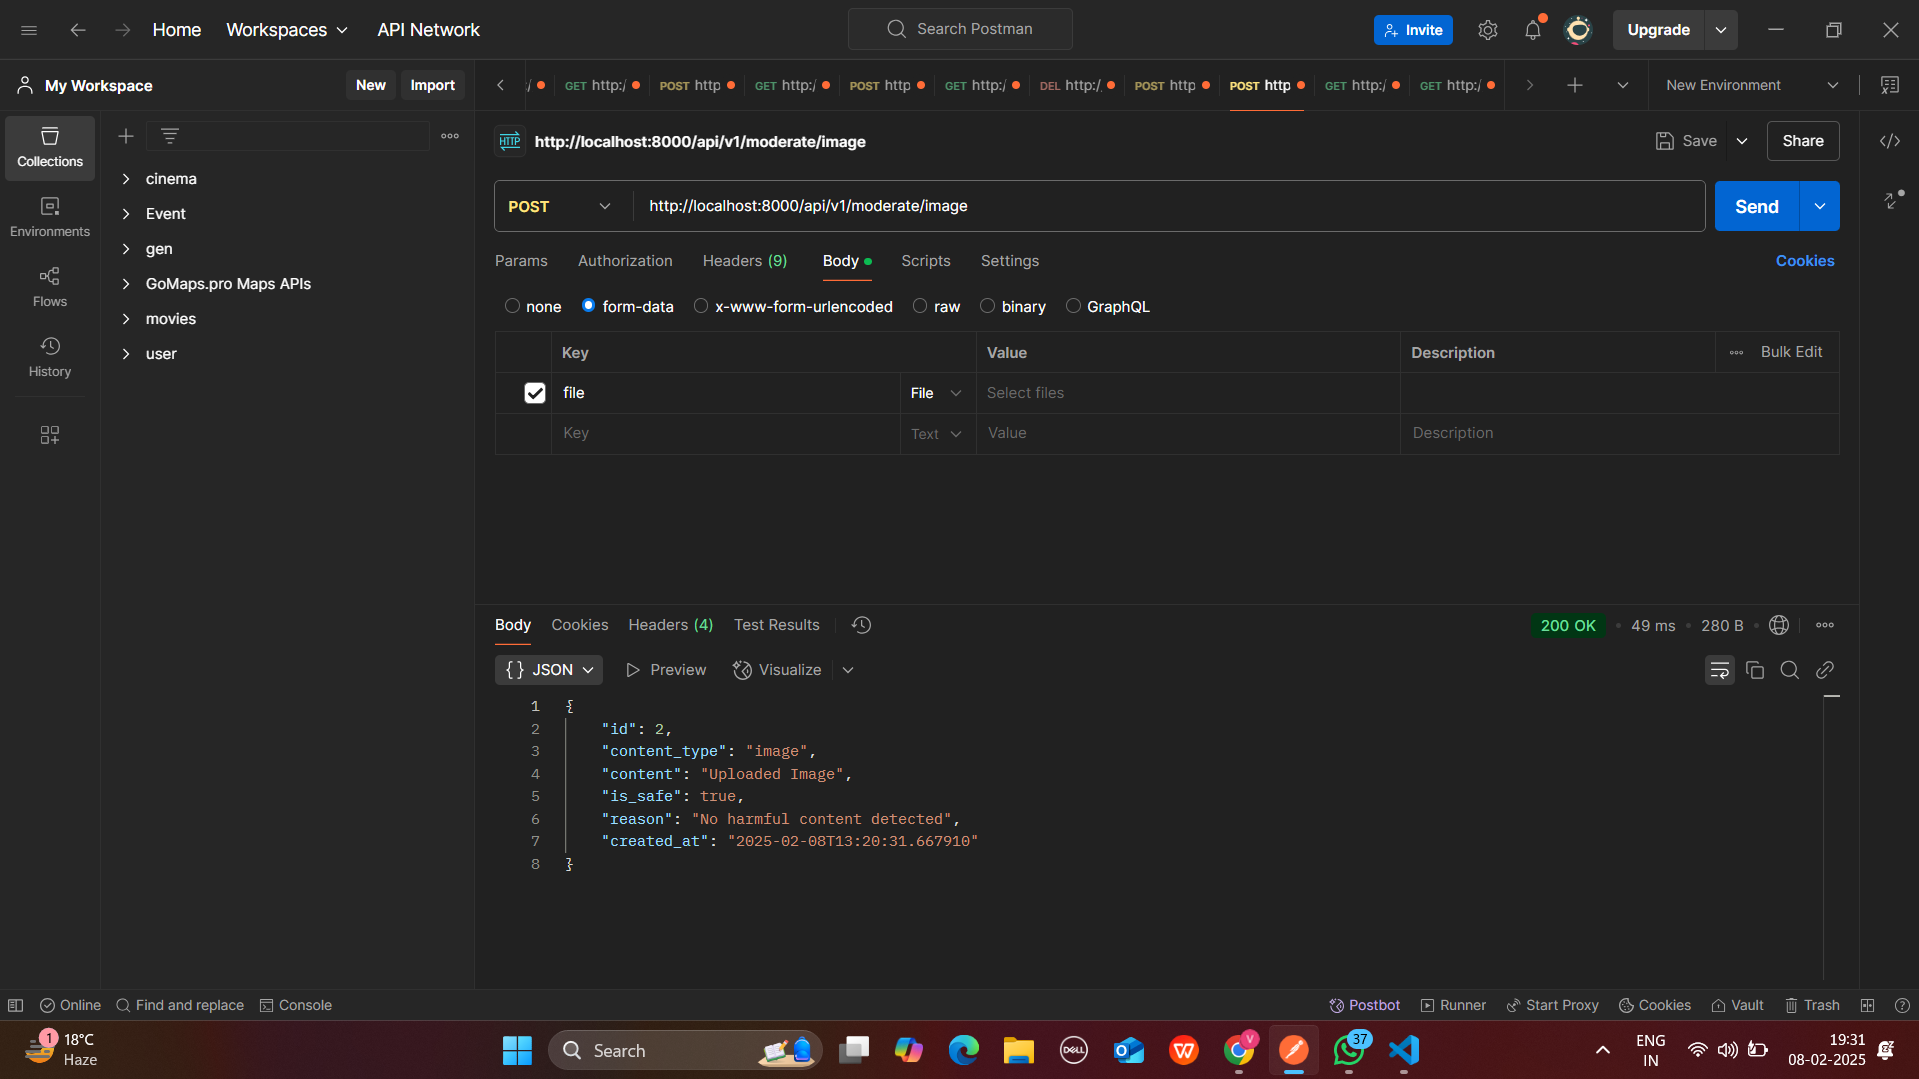 Home
Workspaces
API Network
Search Postman
Invite
Upgrade
My Workspace
New
Import
GET http:/
POST http
GET http:/
POST http
GET http:/
DEL http:/
POST http
POST http
GET http:/
GET http:/
New Environment
Collections
Environments
Flows
History
cinema
Event
gen
GoMaps.pro Maps APIs
movies
user
HTTP
http://localhost:8000/api/v1/moderate/image
Save
Share
POST
http://localhost:8000/api/v1/moderate/image
Send
Params
Authorization
Headers (9)
Body
Scripts
Settings
Cookies
none
form-data
x-www-form-urlencoded
raw
binary
GraphQL
Key
Value
Description
Bulk Edit
file
File
Select files
Key
Text
Value
Description
Body
Cookies
Headers (4)
Test Results
200 OK
49 ms
280 B
{} JSON
Preview
Visualize
1 {
2 "id": 2,
3 "content_type": "image",
4 "content": "Uploaded Image",
5 "is_safe": true,
6 "reason": "No harmful content detected",
7 "created_at": "2025-02-08T13:20:31.667910"
8 }
Online
Find and replace
Console
Postbot
Runner
Start Proxy
Cookies
Vault
Trash
1
18°C
Haze
Search
DELL
V
37
ENG
IN
19:31
08-02-2025